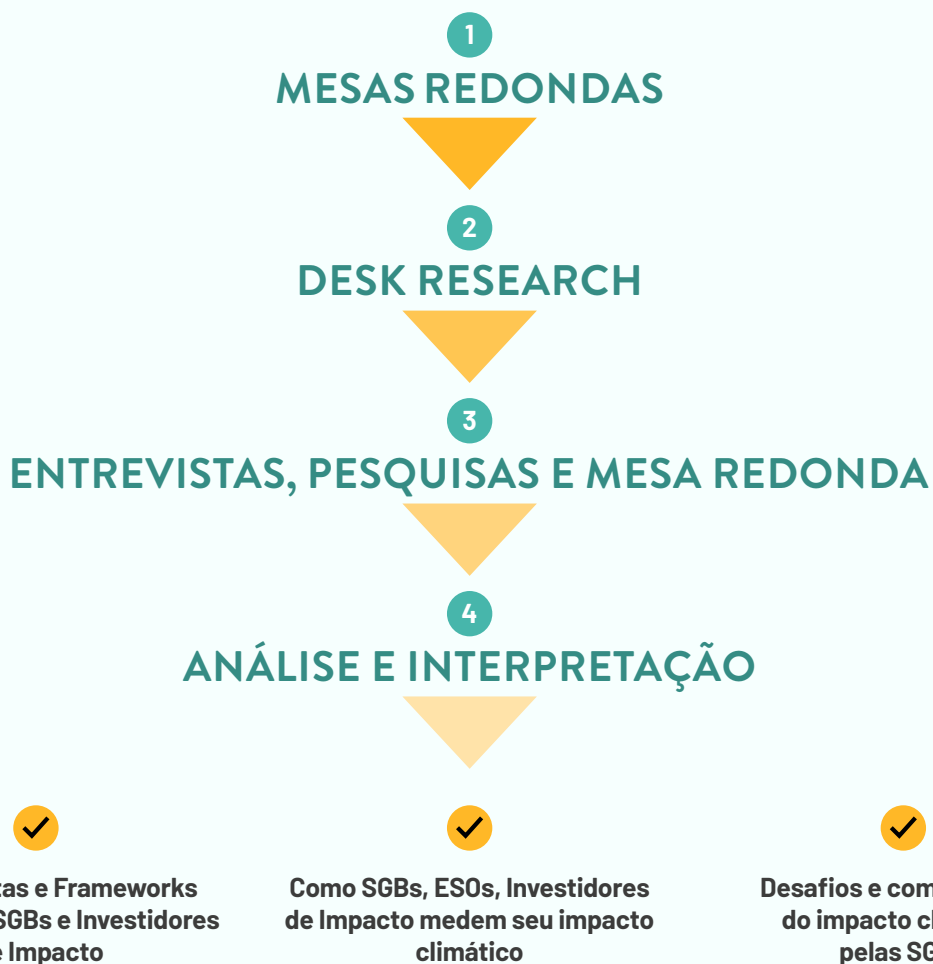 1
MESAS REDONDAS
2
DESK RESEARCH
3
ENTREVISTAS, PESQUISAS E MESA REDONDA
4
ANÁLISE E INTERPRETAÇÃO
e Frameworks
SGBs e Investidores
Impacto
Como SGBs, ESOs, Investidores
de Impacto medem seu impacto
climático
Desafios e
do impacto
pelas